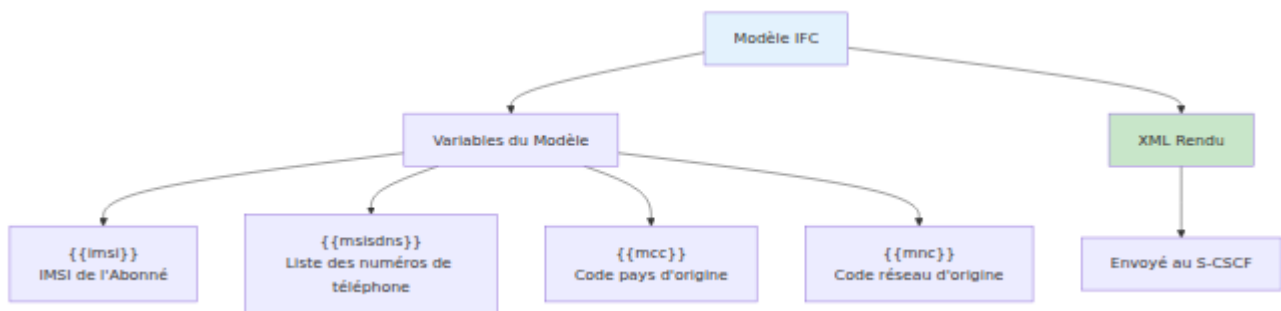 Modèle IFC
Variables du Modèle
XML Rendu
{{imsi}}
IMSI de l'Abonné
{{msisdns}}
Liste des numéros de
téléphone
{{mcc}}
Code pays d'origine
{{mnc}}
Code réseau d'origine
Envoyé au S-CSCF